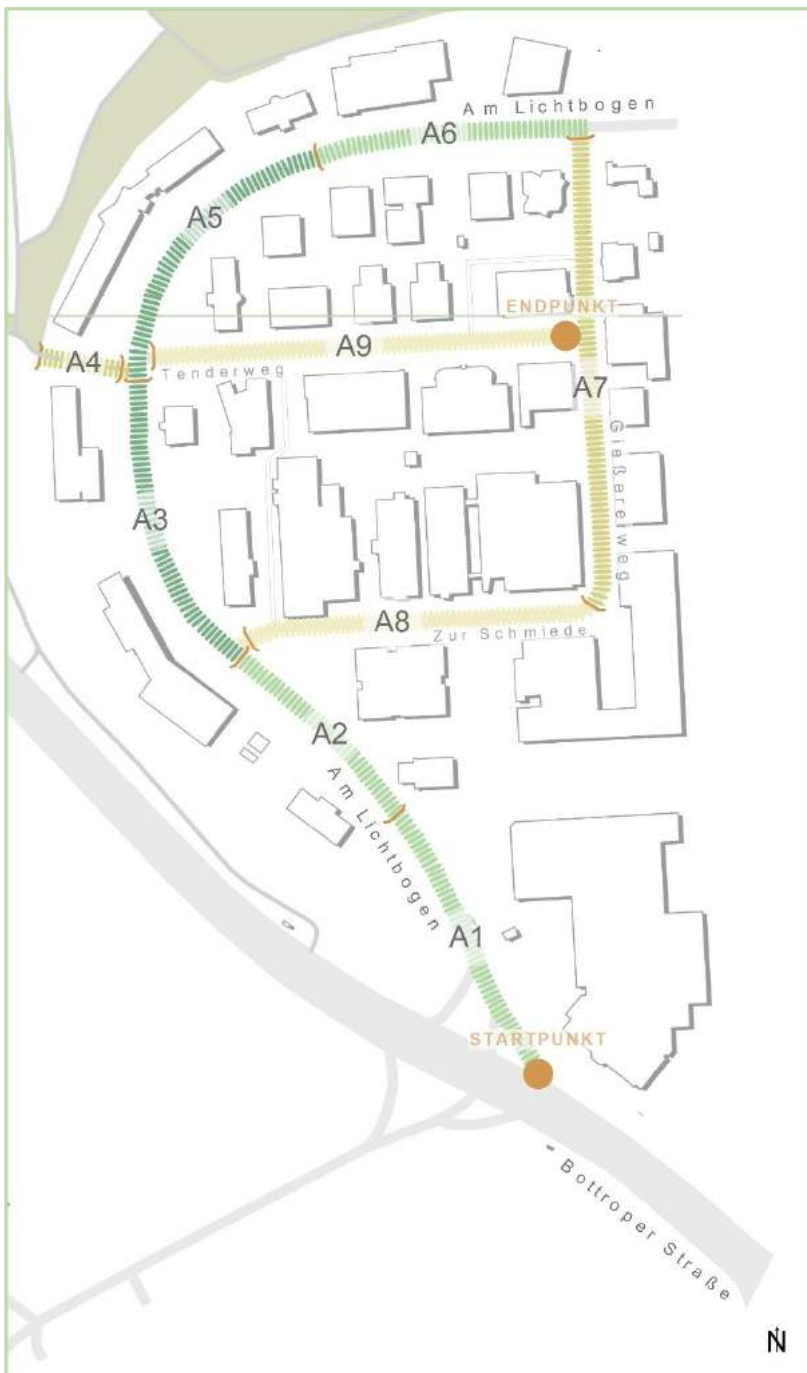 Am Lichtbogen
A6
A5
ENDPUNKT
A9
A4
Tenderweg
A7
Gießereiweg
A3
A8
Zur Schmiede
A2
Am Lichtbogen
A1
STARTPUNKT
Bottroper Straße
N